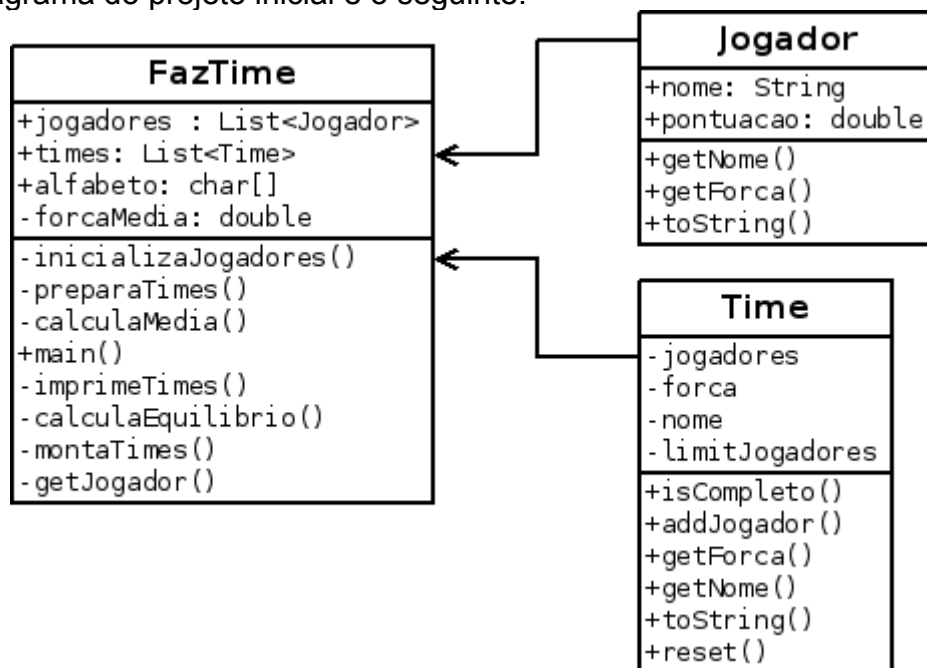 agrama do projeto inicial é o seguinte:
FazTime
+jogadores : List<Jogador>
+times: List<Time>
+alfabeto: char[]
-forcaMedia: double
-inicializaJogadores()
-preparaTimes()
-calculaMedia()
+main()
-imprimeTimes()
-calculaEquilibrio()
-montaTimes()
-getJogador()
Jogador
+nome: String
+pontuacao: double
+getNome()
+getForca()
+toString()
Time
-jogadores
-forca
-nome
-limitJogadores
+isCompleto()
+addJogador()
+getForca()
+getNome()
+toString()
+reset()